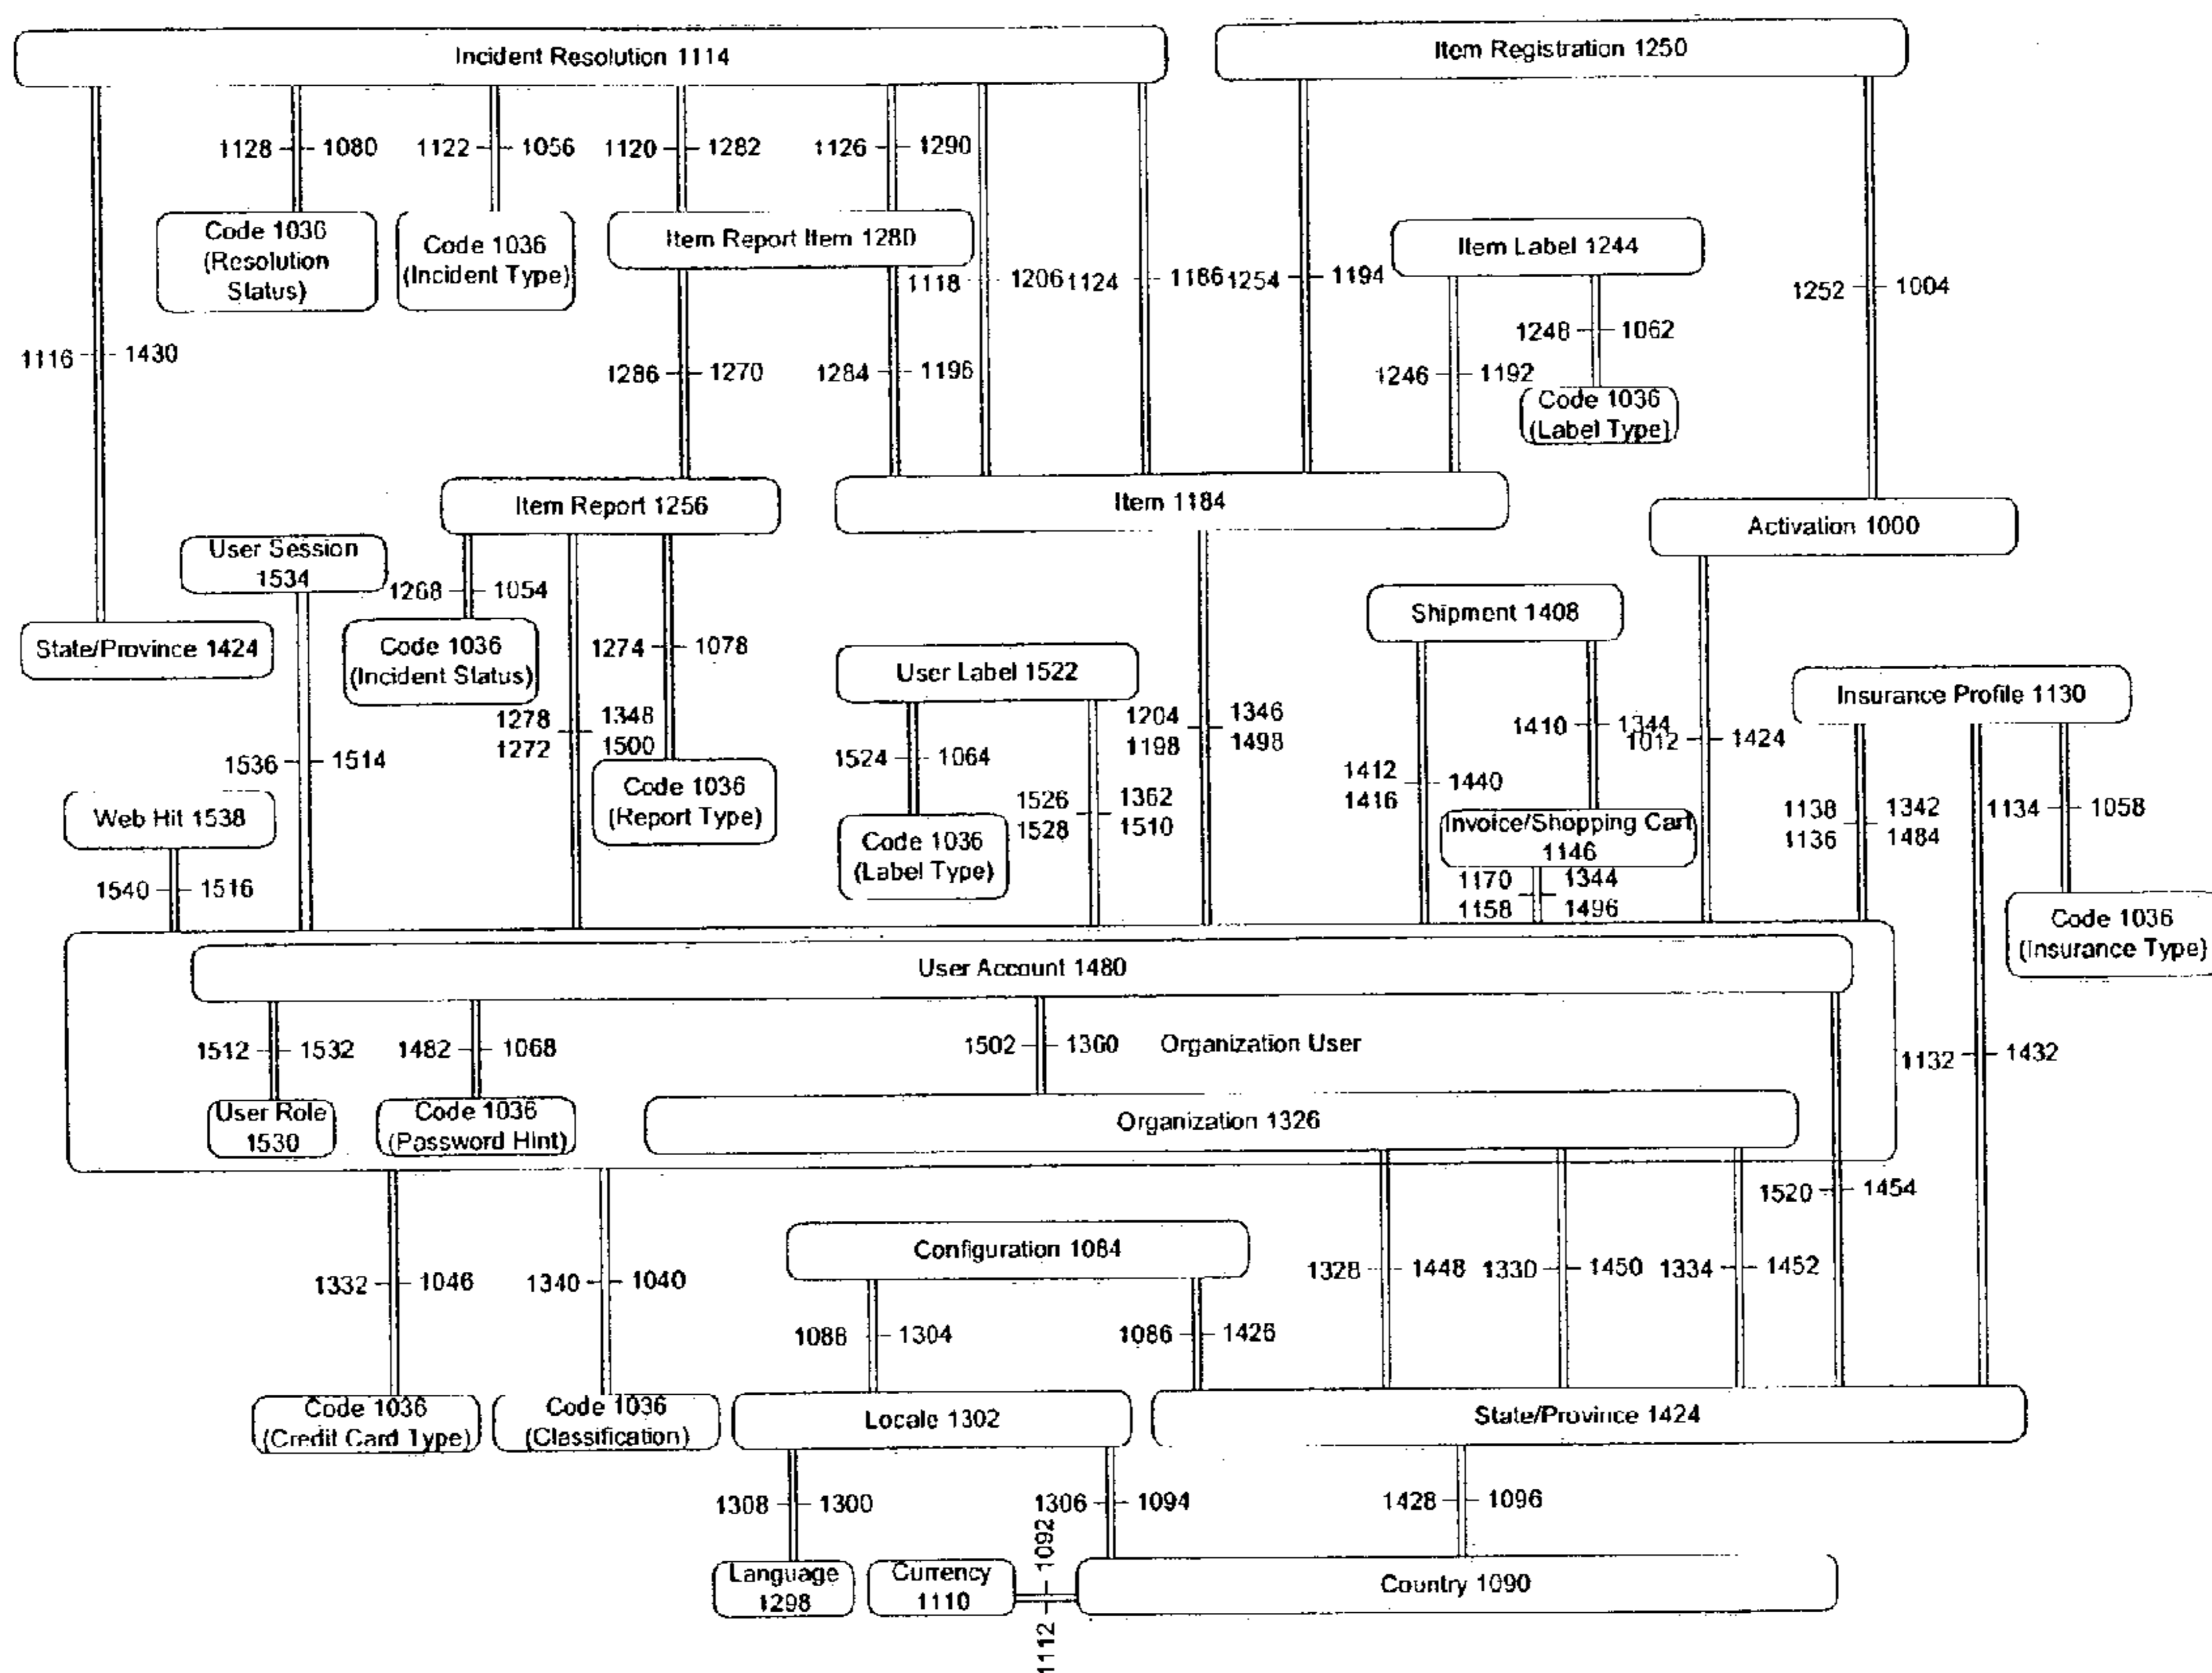 Incident Resolution 1114
Item Registration 1250
1128 1080
1122 1056
1120 1282
1126 1290
Code 1036
(Resolution
Status)
Code 1036
(Incident Type)
Item Report Item 1280
Item Label 1244
1118 1206
1124 1186
1254 1194
1252 1004
1248 1062
1116 1430
1286 1270
1284 1196
1246 1192
Code 1036
(Label Type)
Item Report 1256
Item 1184
Activation 1000
User Session
1534
1268 1054
Shipment 1408
State/Province 1424
Code 1036
(Incident Status)
1274 1078
User Label 1522
Insurance Profile 1130
1278 1348
1272 1500
1204 1346
1198 1498
1410 1344
1012 1424
1536 1514
1524 1064
1412 1440
1416
Web Hit 1538
Code 1036
(Report Type)
1526 1362
1528 1510
1138 1342
1136 1484
1134 1058
Code 1036
(Label Type)
Invoice/Shopping Cart
1146
1540 1516
1170 1344
1158 1496
Code 1036
(Insurance Type)
User Account 1480
1512 1532
1482 1068
1502 1360
Organization User
1132 1432
User Role
1530
Code 1036
(Password Hint)
Organization 1326
1520 1454
Configuration 1084
1332 1046
1340 1040
1328 1448
1330 1450
1334 1452
1088 1304
1086 1426
Code 1036
(Credit Card Type)
Code 1036
(Classification)
Locale 1302
State/Province 1424
1308 1300
1306 1094
1428 1096
1092
Language
1298
Currency
1110
Country 1090
1112